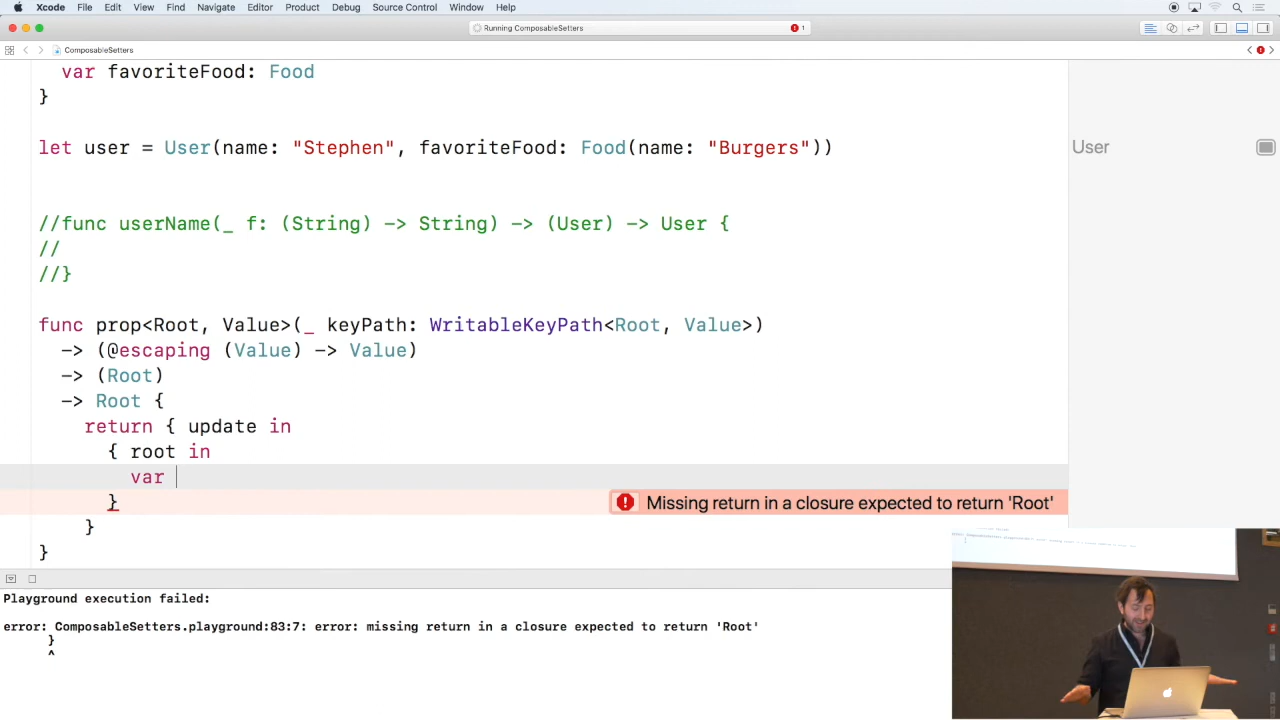 Xcode File Edit View Find Navigate Editor Product Debug Source Control Window Help
Running ComposableSetters 1
ComposableSetters
var favoriteFood: Food
}
let user = User(name: "Stephen", favoriteFood: Food(name: "Burgers"))
User
//func userName(_ f: (String) -> String) -> (User) -> User {
//
//}
func prop<Root, Value>(_ keyPath: WritableKeyPath<Root, Value>)
-> (@escaping (Value) -> Value)
-> (Root)
-> Root {
return { update in
{ root in
var
}
Missing return in a closure expected to return 'Root'
}
}
Playground execution failed:
error: ComposableSetters.playground:83:7: error: missing return in a closure expected to return 'Root'
}
^